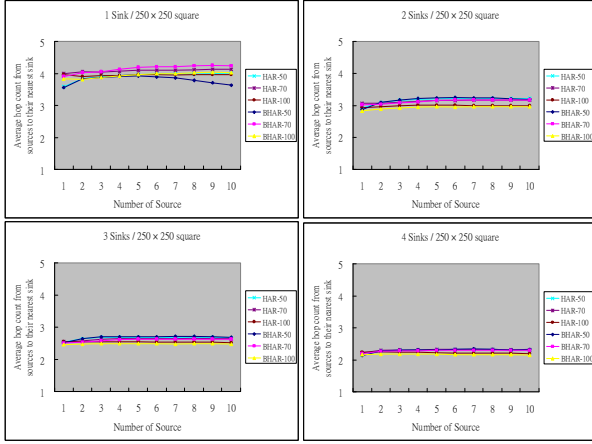 1 Sink / 250 × 250 square
Average hop count from
sources to their nearest sink
5
4
3
2
1
1 2 3 4 5 6 7 8 9 10
Number of Source
HAR-50
HAR-70
HAR-100
BHAR-50
BHAR-70
BHAR-100
2 Sinks / 250 × 250 square
Average hop count from
sources to their nearest sink
5
4
3
2
1
1 2 3 4 5 6 7 8 9 10
Number of Source
HAR-50
HAR-70
HAR-100
BHAR-50
BHAR-70
BHAR-100
3 Sinks / 250 × 250 square
Average hop count from
sources to their nearest sink
5
4
3
2
1
1 2 3 4 5 6 7 8 9 10
Number of Source
HAR-50
HAR-70
HAR-100
BHAR-50
BHAR-70
BHAR-100
4 Sinks / 250 × 250 square
Average hop count from
sources to their nearest sink
5
4
3
2
1
1 2 3 4 5 6 7 8 9 10
Number of Source
HAR-50
HAR-70
HAR-100
BHAR-50
BHAR-70
BHAR-100